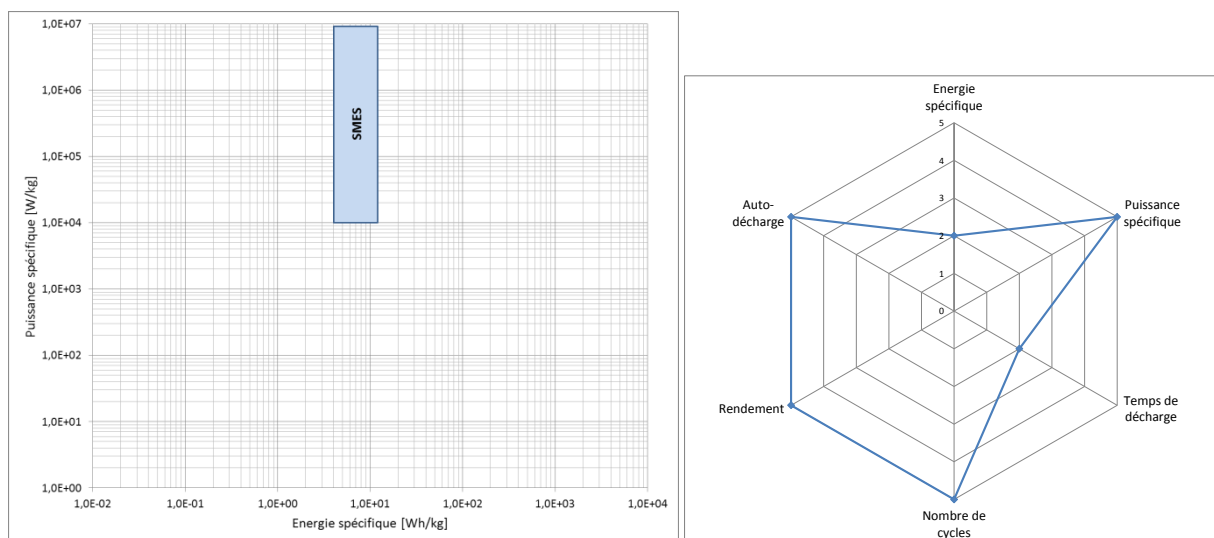 1,0E+07
1,0E+06
1,0E+05
1,0E+04
1,0E+03
1,0E+02
1,0E+01
1,0E+00
Puissance spécifique [W/kg]
SMES
1,0E-02
1,0E-01
1,0E+00
1,0E+01
1,0E+02
1,0E+03
1,0E+04
Energie spécifique [Wh/kg]
Energie
spécifique
5
4
3
2
1
0
Puissance
spécifique
Temps de
décharge
Nombre de
cycles
Rendement
Auto-
décharge